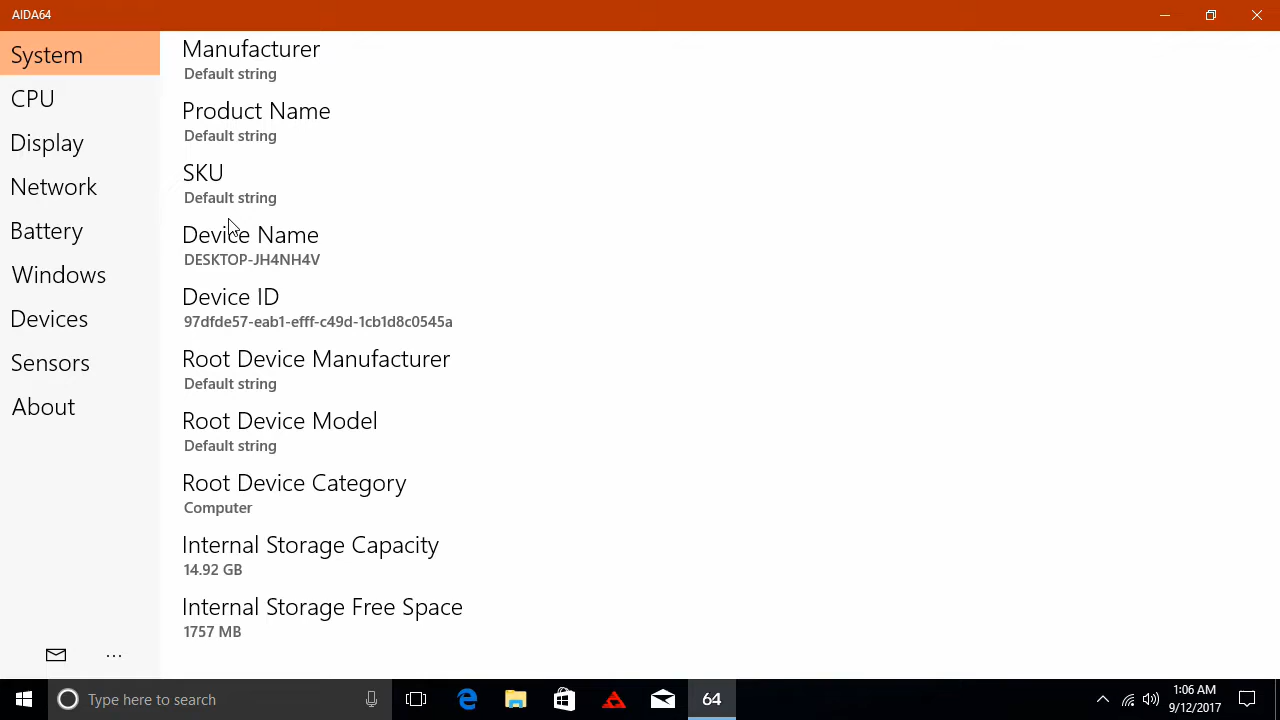 AIDA64
System
CPU
Display
Network
Battery
Windows
Devices
Sensors
About
...
Manufacturer
Default string
Product Name
Default string
SKU
Default string
Device Name
DESKTOP-JH4NH4V
Device ID
97dfde57-eab1-efff-c49d-1cb1d8c0545a
Root Device Manufacturer
Default string
Root Device Model
Default string
Root Device Category
Computer
Internal Storage Capacity
14.92 GB
Internal Storage Free Space
1757 MB
Type here to search
64
1:06 AM
9/12/2017